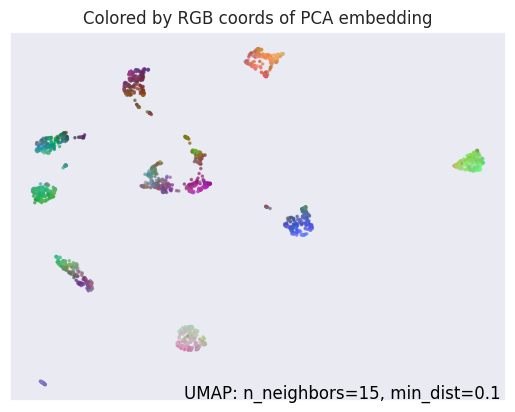 Colored by RGB coords of PCA embedding
UMAP: n_neighbors=15, min_dist=0.1